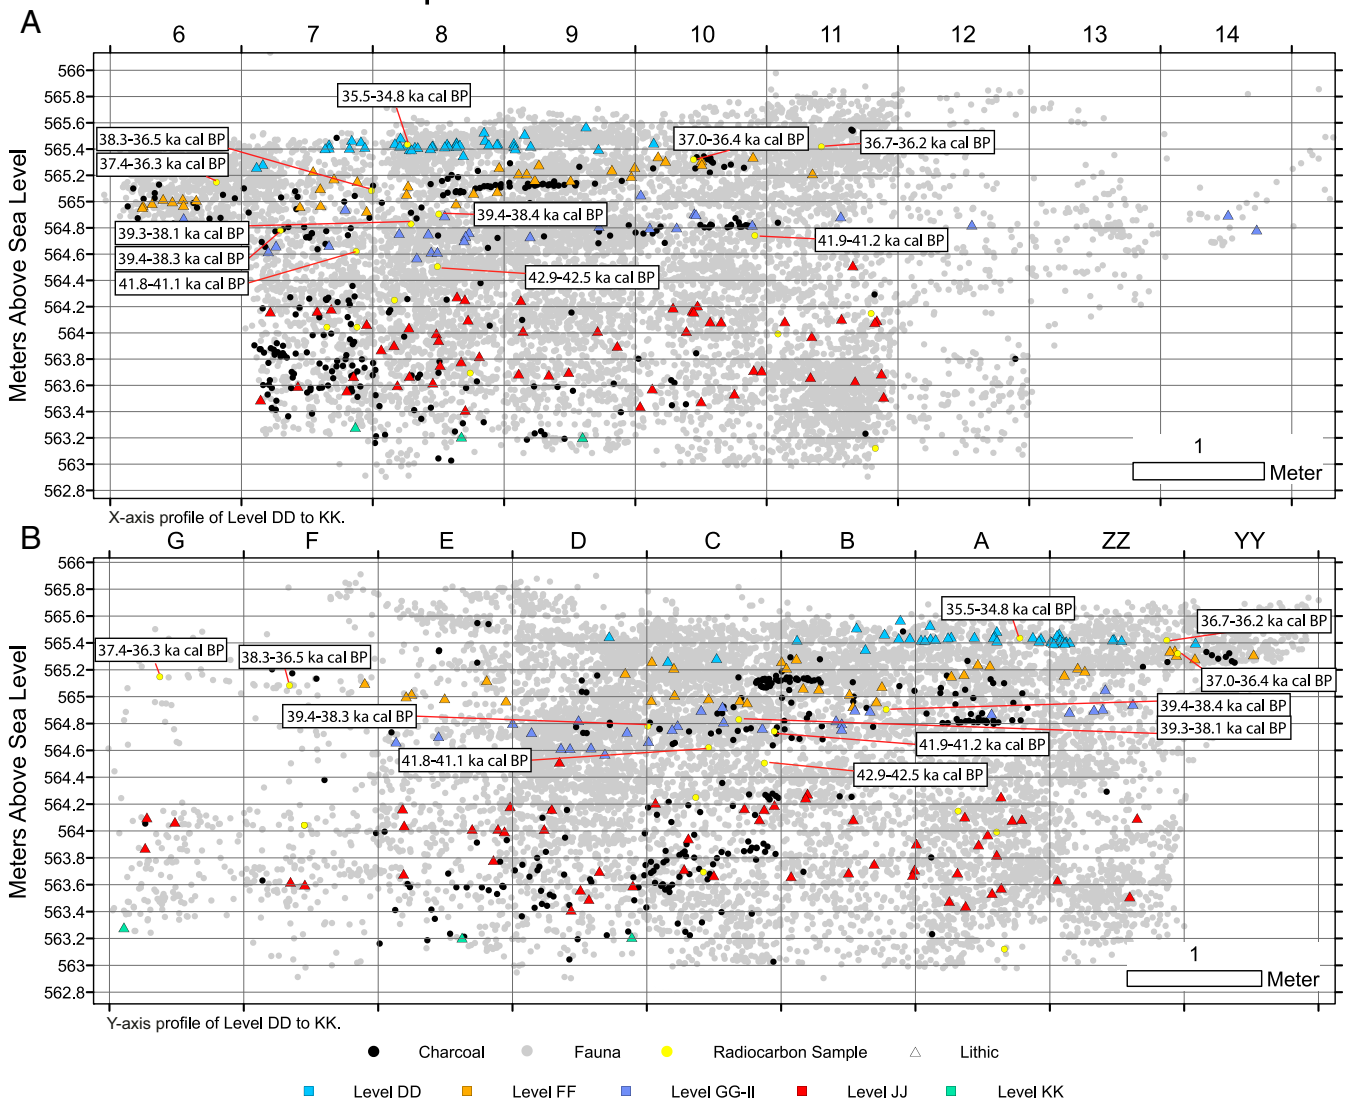 A
6 7 8 9 10 11 12 13 14
Meters Above Sea Level
566
565.8
565.6
565.4
565.2
565
564.8
564.6
564.4
564.2
564
563.8
563.6
563.4
563.2
563
562.8
35.5–34.8 ka cal BP
38.3–36.5 ka cal BP
37.4–36.3 ka cal BP
37.0–36.4 ka cal BP
36.7–36.2 ka cal BP
39.4–38.4 ka cal BP
39.3–38.1 ka cal BP
39.4–38.3 ka cal BP
41.8–41.1 ka cal BP
41.9–41.2 ka cal BP
42.9–42.5 ka cal BP
1
Meter
X-axis profile of Level DD to KK.
B
G F E D C B A ZZ YY
Meters Above Sea Level
566
565.8
565.6
565.4
565.2
565
564.8
564.6
564.4
564.2
564
563.8
563.6
563.4
563.2
563
562.8
35.5–34.8 ka cal BP
36.7–36.2 ka cal BP
37.4–36.3 ka cal BP
38.3–36.5 ka cal BP
37.0–36.4 ka cal BP
39.4–38.3 ka cal BP
39.4–38.4 ka cal BP
39.3–38.1 ka cal BP
41.9–41.2 ka cal BP
41.8–41.1 ka cal BP
42.9–42.5 ka cal BP
1
Meter
Y-axis profile of Level DD to KK.
Charcoal Fauna Radiocarbon Sample Lithic
Level DD Level FF Level GG-II Level JJ Level KK